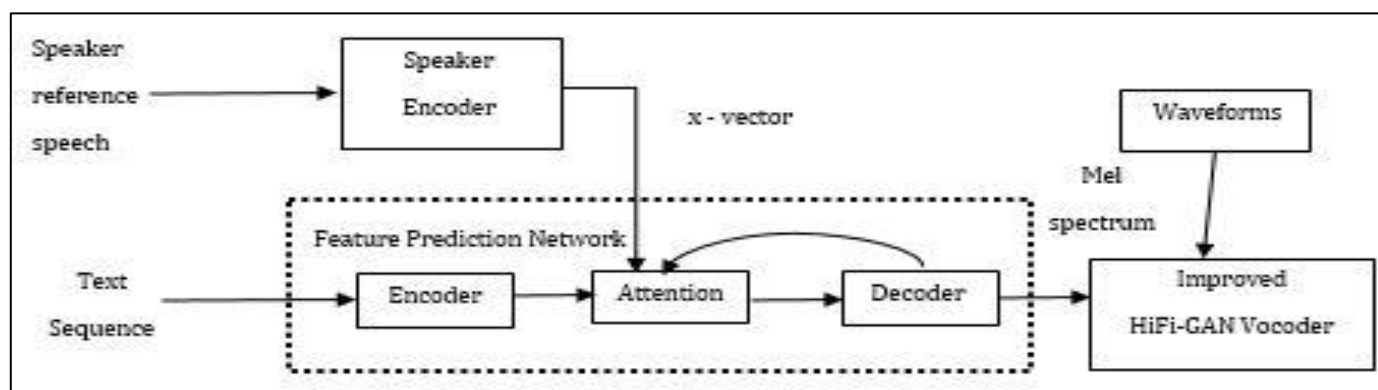 Speaker
reference
speech
Speaker
Encoder
x - vector
Waveforms
Mel
spectrum
Feature Prediction Network
Text
Sequence
Encoder
Attention
Decoder
Improved
HiFi-GAN Vocoder